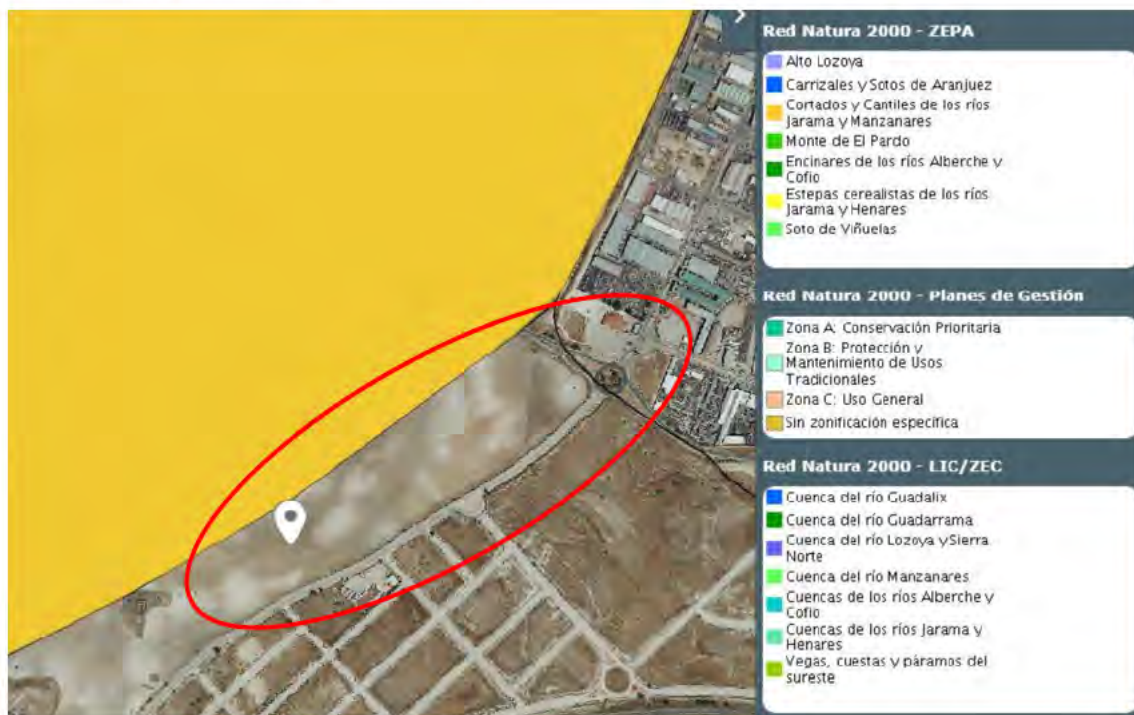 Red Natura 2000 - ZEPA
Alto Lozoya
Carrizales y Sotos de Aranjuez
Cortados y Cantiles de los ríos
Jarama y Manzanares
Monte de El Pardo
Encinares de los ríos Alberche y
Cofio
Estepas cerealistas de los ríos
Jarama y Henares
Soto de Viñuelas
Red Natura 2000 - Planes de Gestión
Zona A: Conservación Prioritaria
Zona B: Protección y
Mantenimiento de Usos
Tradicionales
Zona C: Uso General
Sin zonificación específica
Red Natura 2000 - LIC/ZEC
Cuenca del río Guadalix
Cuenca del río Guadarrama
Cuenca del río Lozoya y Sierra
Norte
Cuenca del río Manzanares
Cuencas de los ríos Alberche y
Cofio
Cuencas de los ríos Jarama y
Henares
Vegas, cuestas y páramos del
sureste